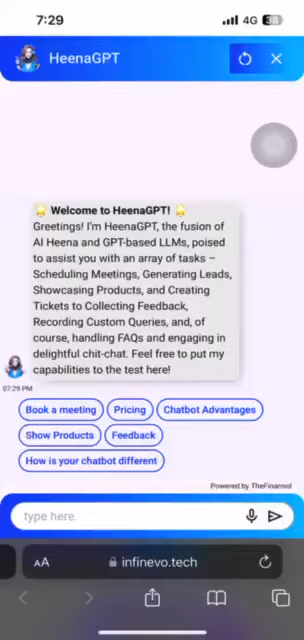 7:29
4G 38
HeenaGPT
Welcome to HeenaGPT!
Greetings! I'm HeenaGPT, the fusion of
AI Heena and GPT-based LLMs, poised
to assist you with an array of tasks –
Scheduling Meetings, Generating Leads,
Showcasing Products, and Creating
Tickets to Collecting Feedback,
Recording Custom Queries, and, of
course, handling FAQs and engaging in
delightful chit-chat. Feel free to put my
capabilities to the test here!
07:29 PM
Book a meeting Pricing Chatbot Advantages
Show Products Feedback
How is your chatbot different
Powered by TheFinansol
type here
AA infinevo.tech